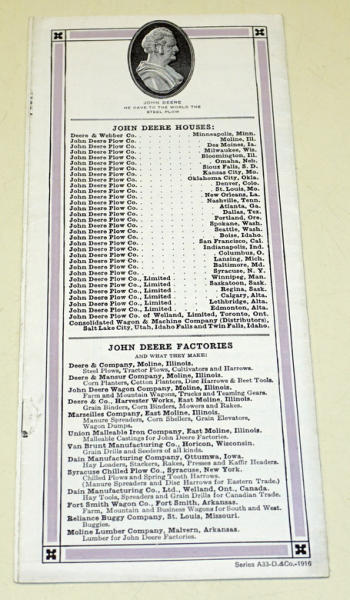 JOHN DEERE
HE GAVE TO THE WORLD THE
STEEL PLOW
JOHN DEERE HOUSES:
Deere & Webber Co. Minneapolis, Minn.
John Deere Plow Co. Moline, Ill.
John Deere Plow Co. Des Moines, Ia.
John Deere Plow Co. Milwaukee, Wis.
John Deere Plow Co. Bloomington, Ill.
John Deere Plow Co. Omaha, Neb.
John Deere Plow Co. Sioux Falls, S. D.
John Deere Plow Co. Kansas City, Mo.
John Deere Plow Co. Oklahoma City, Okla.
John Deere Plow Co. Denver, Colo.
John Deere Plow Co. St. Louis, Mo.
John Deere Plow Co. New Orleans, La.
John Deere Plow Co. Nashville, Tenn.
John Deere Plow Co. Atlanta, Ga.
John Deere Plow Co. Dallas, Tex.
John Deere Plow Co. Portland, Ore.
John Deere Plow Co. Spokane, Wash.
John Deere Plow Co. Seattle, Wash.
John Deere Plow Co. Boise, Idaho
John Deere Plow Co. San Francisco, Cal.
John Deere Plow Co. Indianapolis, Ind.
John Deere Plow Co. Columbus, O.
John Deere Plow Co. Lansing, Mich.
John Deere Plow Co. Baltimore, Md.
John Deere Plow Co. Syracuse, N. Y.
John Deere Plow Co., Limited Winnipeg, Man.
John Deere Plow Co., Limited Saskatoon, Sask.
John Deere Plow Co., Limited Regina, Sask.
John Deere Plow Co., Limited Calgary, Alta.
John Deere Plow Co., Limited Lethbridge, Alta.
John Deere Plow Co., Limited Edmonton, Alta.
John Deere Plow Co. of Welland, Limited, Toronto, Ont.
Consolidated Wagon & Machine Company (Distributers),
Salt Lake City, Utah, Idaho Falls and Twin Falls, Idaho.
JOHN DEERE FACTORIES
AND WHAT THEY MAKE:
Deere & Company, Moline, Illinois.
Steel Plows, Tractor Plows, Cultivators and Harrows.
Deere & Mansur Company, Moline, Illinois.
Corn Planters, Cotton Planters, Disc Harrows & Beet Tools.
John Deere Wagon Company, Moline, Illinois.
Farm and Mountain Wagons, Trucks and Teaming Gears.
Deere & Co., Harvester Works, East Moline, Illinois.
Grain Binders, Corn Binders, Mowers and Rakes.
Marseilles Company, East Moline, Illinois.
Manure Spreaders, Corn Shellers, Grain Elevators,
Wagon Dumps.
Union Malleable Iron Company, East Moline, Illinois.
Malleable Castings for John Deere Factories.
Van Brunt Manufacturing Co., Horicon, Wisconsin.
Grain Drills and Seeders of all kinds.
Dain Manufacturing Company, Ottumwa, Iowa.
Hay Loaders, Stackers, Rakes, Presses and Kaffir Headers.
Syracuse Chilled Plow Co., Syracuse, New York.
Chilled Plows and Spring Tooth Harrows.
(Manure Spreaders and Disc Harrows for Eastern Trade.)
Dain Manufacturing Co., Ltd., Welland, Ont., Canada.
Hay Tools, Spreaders and Grain Drills for Canadian Trade.
Fort Smith Wagon Co., Fort Smith, Arkansas.
Farm, Mountain and Business Wagons for South and West.
Reliance Buggy Company, St. Louis, Missouri.
Buggies.
Moline Lumber Company, Malvern, Arkansas.
Lumber for John Deere Factories.
Series A33-D.&Co.-1916